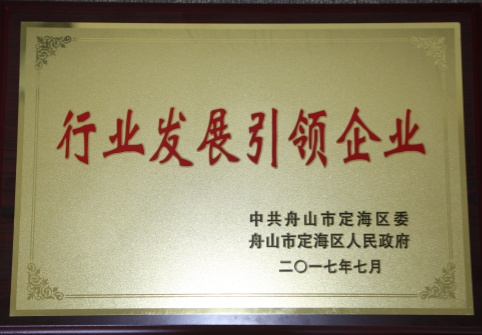 行业发展引领企业
中共舟山市定海区委
舟山市定海区人民政府
二〇一七年七月